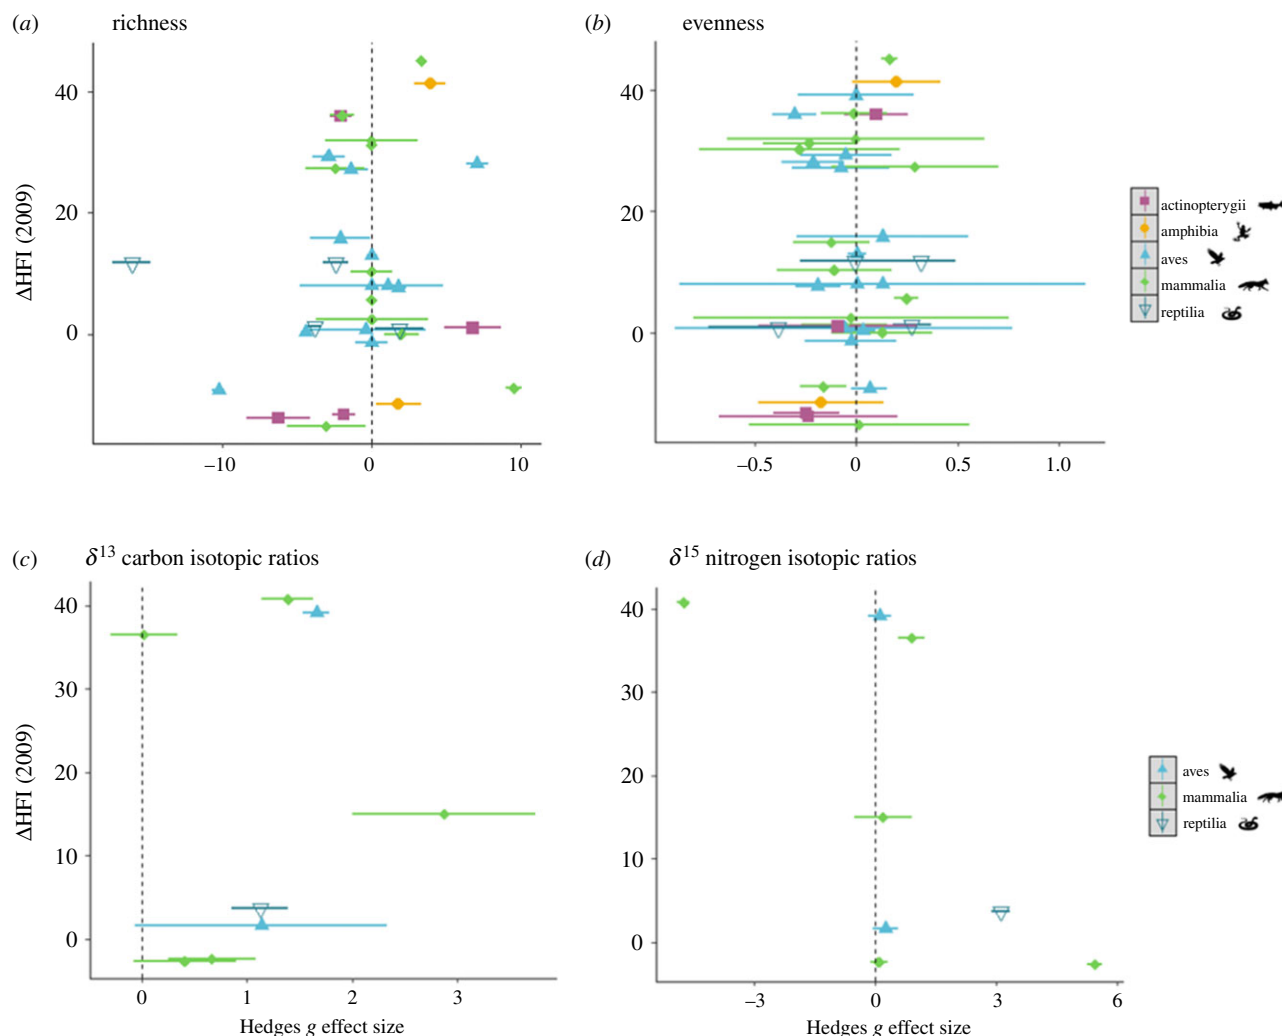 (a) richness
(b) evenness
ΔHFI (2009)
40
20
0
–10 0 10
40
20
0
–0.5 0 0.5 1.0
actinopterygii
amphibia
aves
mammalia
reptilia
(c) δ13 carbon isotopic ratios
(d) δ15 nitrogen isotopic ratios
ΔHFI (2009)
40
30
20
10
0
0 1 2 3
Hedges g effect size
40
30
20
10
0
–3 0 3 6
Hedges g effect size
aves
mammalia
reptilia